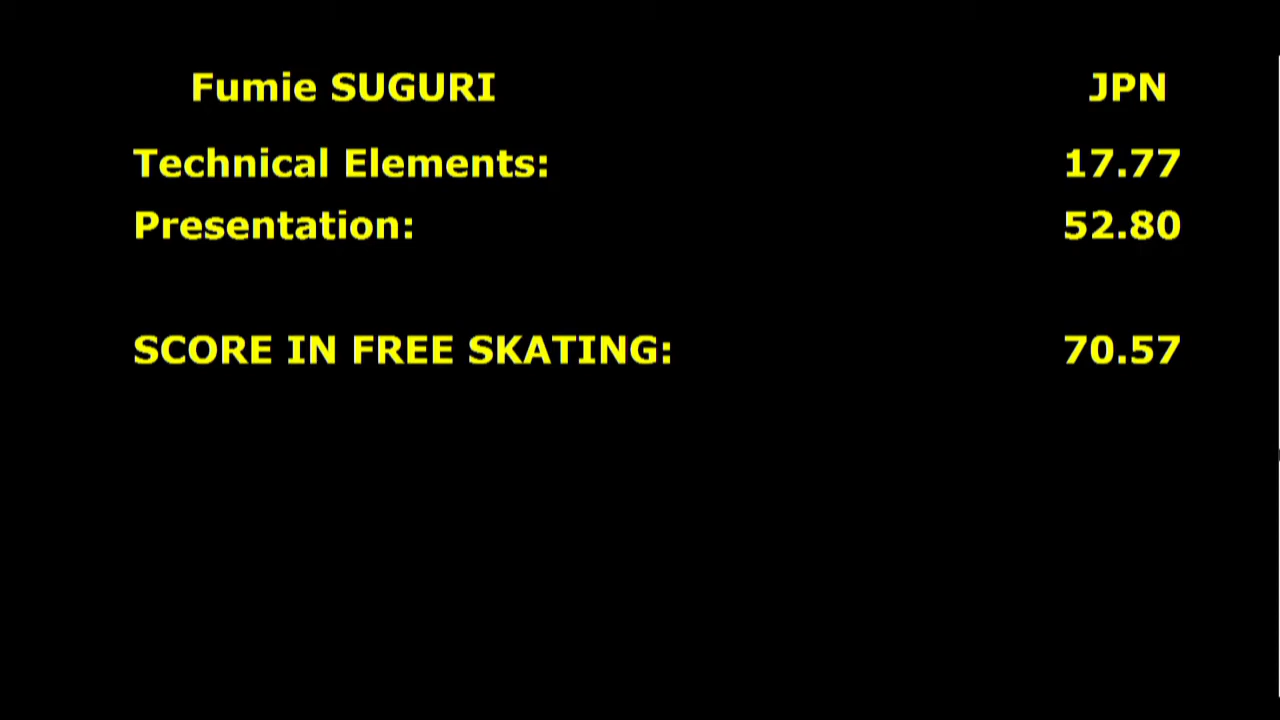 Fumie SUGURI JPN
Technical Elements: 17.77
Presentation: 52.80
SCORE IN FREE SKATING: 70.57